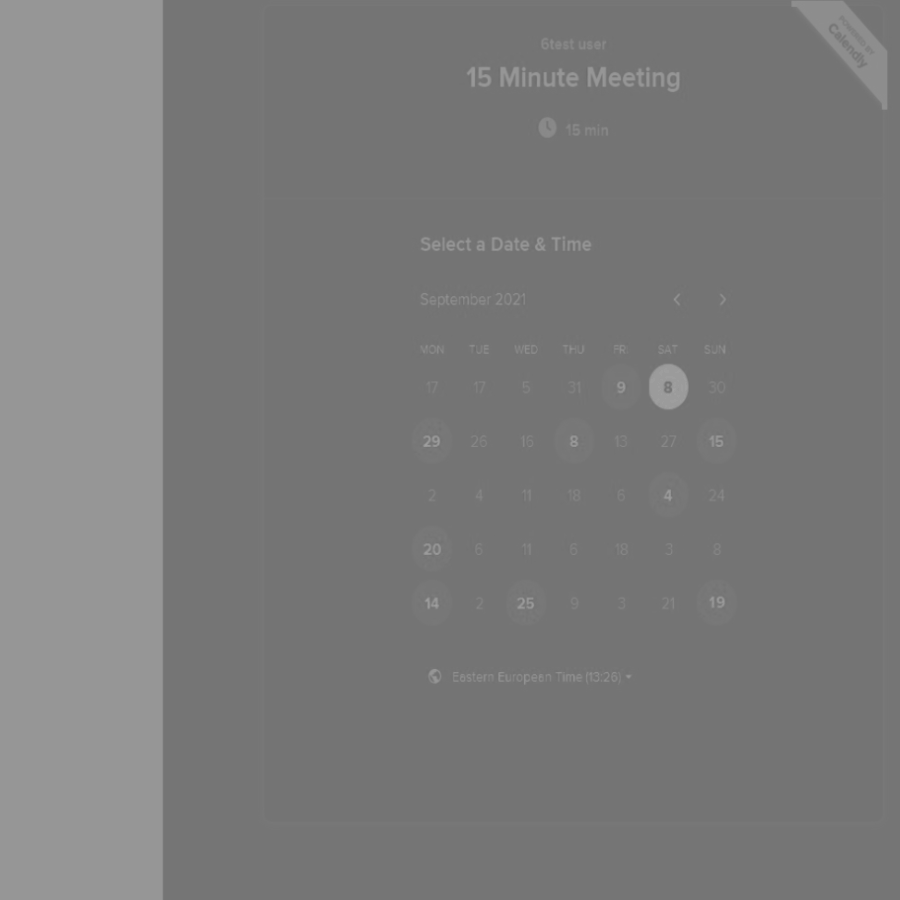 6test user
15 Minute Meeting
15 min
POWERED BY
Calendly
Select a Date & Time
September 2021
MON TUE WED THU FRI SAT SUN
17 17 5 31 9 8 30
29 26 16 8 13 27 15
2 4 11 18 6 4 24
20 6 11 6 18 3 8
14 2 25 9 3 21 19
Eastern European Time (13:26)